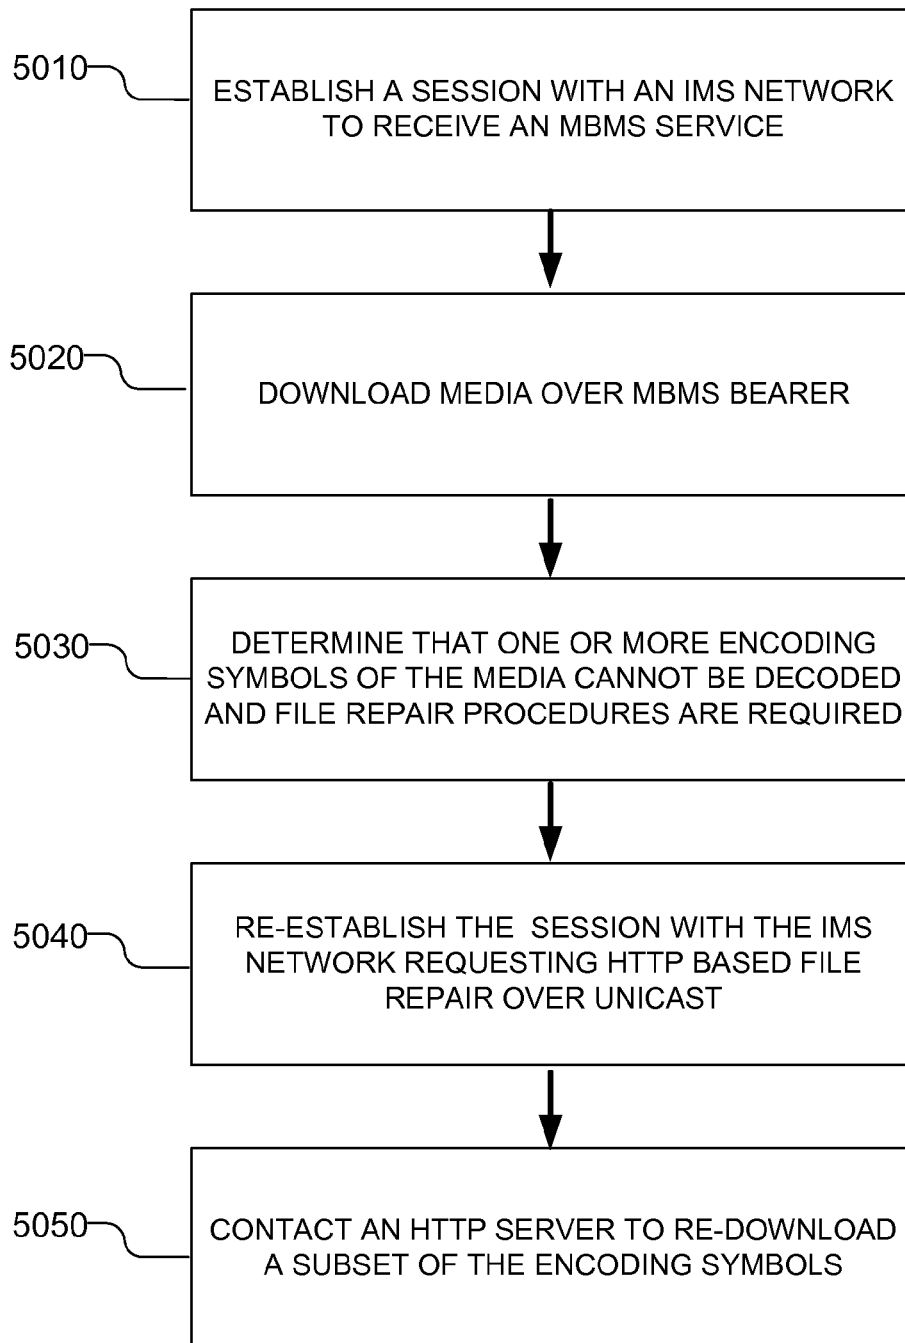 5010
ESTABLISH A SESSION WITH AN IMS NETWORK
TO RECEIVE AN MBMS SERVICE
5020
DOWNLOAD MEDIA OVER MBMS BEARER
5030
DETERMINE THAT ONE OR MORE ENCODING
SYMBOLS OF THE MEDIA CANNOT BE DECODED
AND FILE REPAIR PROCEDURES ARE REQUIRED
5040
RE-ESTABLISH THE SESSION WITH THE IMS
NETWORK REQUESTING HTTP BASED FILE
REPAIR OVER UNICAST
5050
CONTACT AN HTTP SERVER TO RE-DOWNLOAD
A SUBSET OF THE ENCODING SYMBOLS